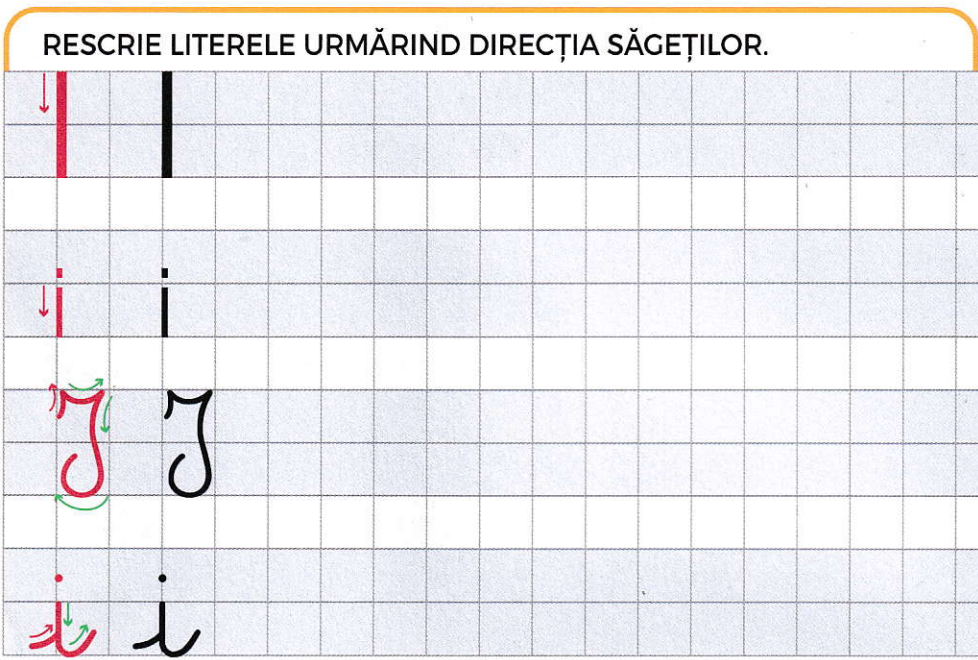 RESCRIE LITERELE URMĂRIND DIRECȚIA SĂGEȚILOR.
I I
i i
I I
i i